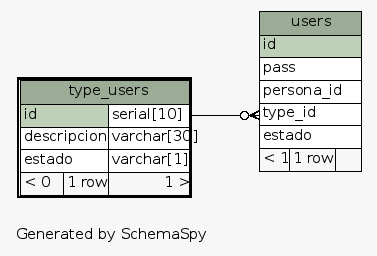 users
id
pass
persona_id
type_id
estado
< 1 1 row
type_users
id serial[10]
descripcion varchar[30]
estado varchar[1]
< 0 1 row 1 >
Generated by SchemaSpy